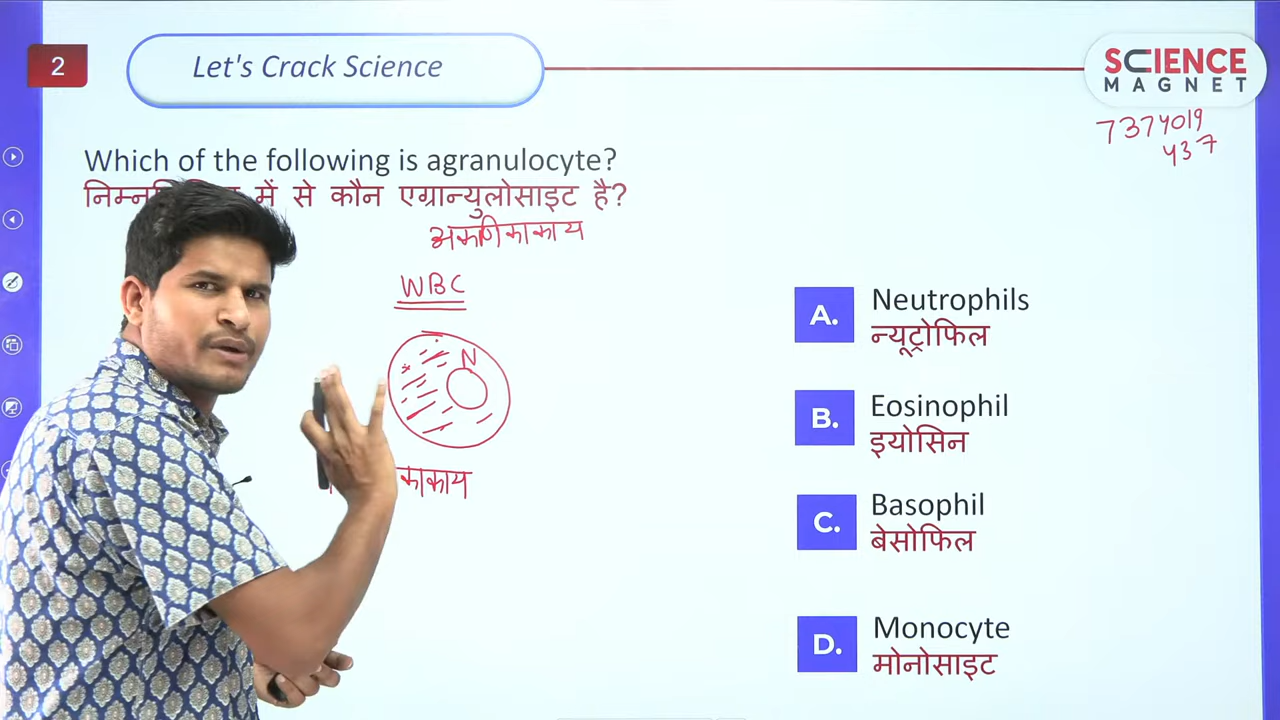 2
Let's Crack Science
SCIENCE
MAGNET
7374019
437
Which of the following is agranulocyte?
में से कौन एग्रान्युलोसाइट है?
अकणिकाकाय
WBC
N
काकाय
A.
Neutrophils
न्यूट्रोफिल
B.
Eosinophil
इयोसिन
C.
Basophil
बेसोफिल
D.
Monocyte
मोनोसाइट